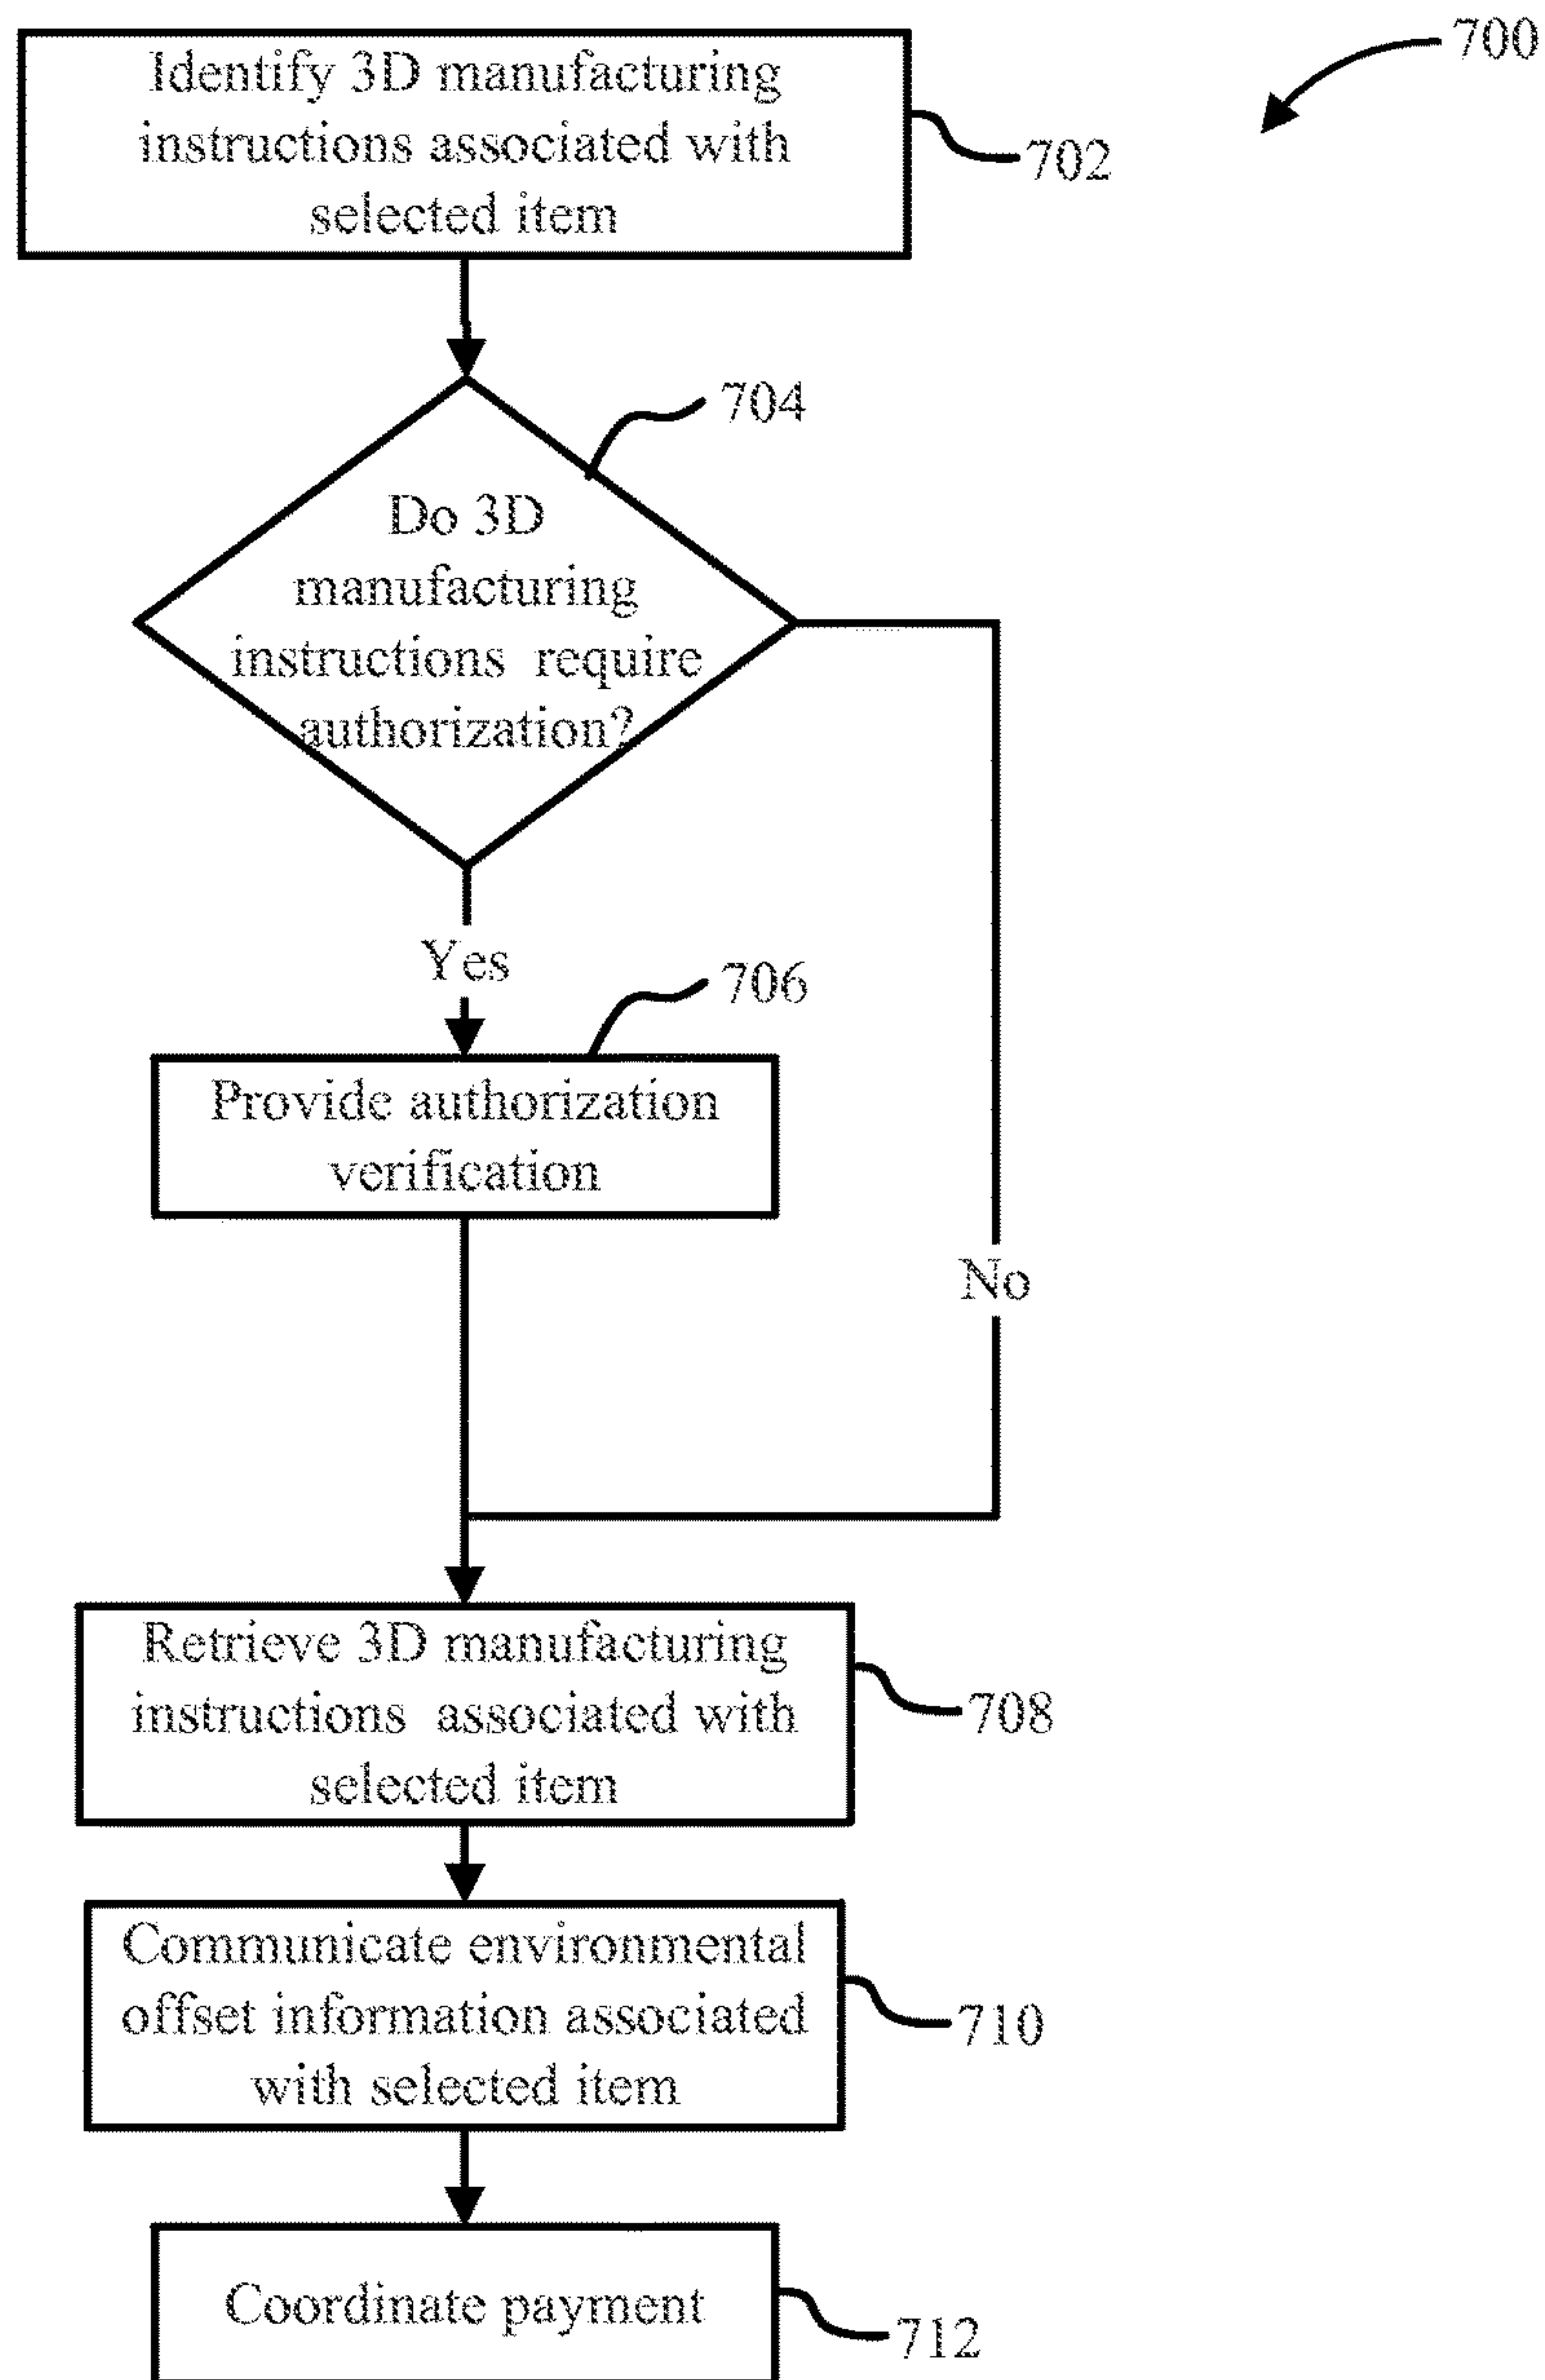 700
Identify 3D manufacturing
instructions associated with
selected item
702
704
Do 3D
manufacturing
instructions require
authorization?
Yes
706
Provide authorization
verification
No
Retrieve 3D manufacturing
instructions associated with
selected item
708
Communicate environmental
offset information associated
with selected item
710
Coordinate payment
712